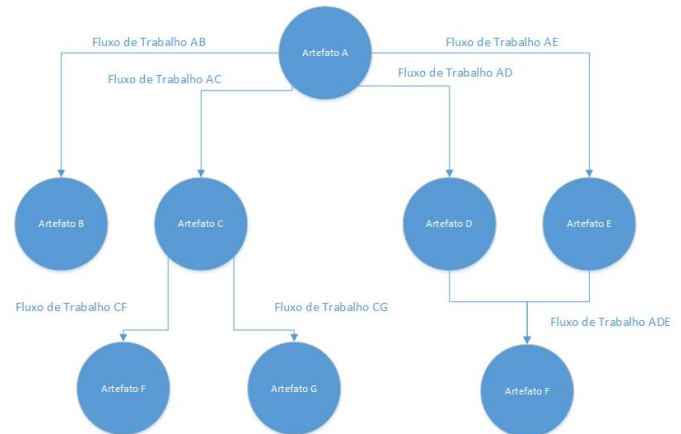 Fluxo de Trabalho AB
Artefato A
Fluxo de Trabalho AE
Fluxo de Trabalho AC
Fluxo de Trabalho AD
Artefato B
Artefato C
Artefato D
Artefato E
Fluxo de Trabalho CF
Fluxo de Trabalho CG
Fluxo de Trabalho ADE
Artefato F
Artefato G
Artefato F